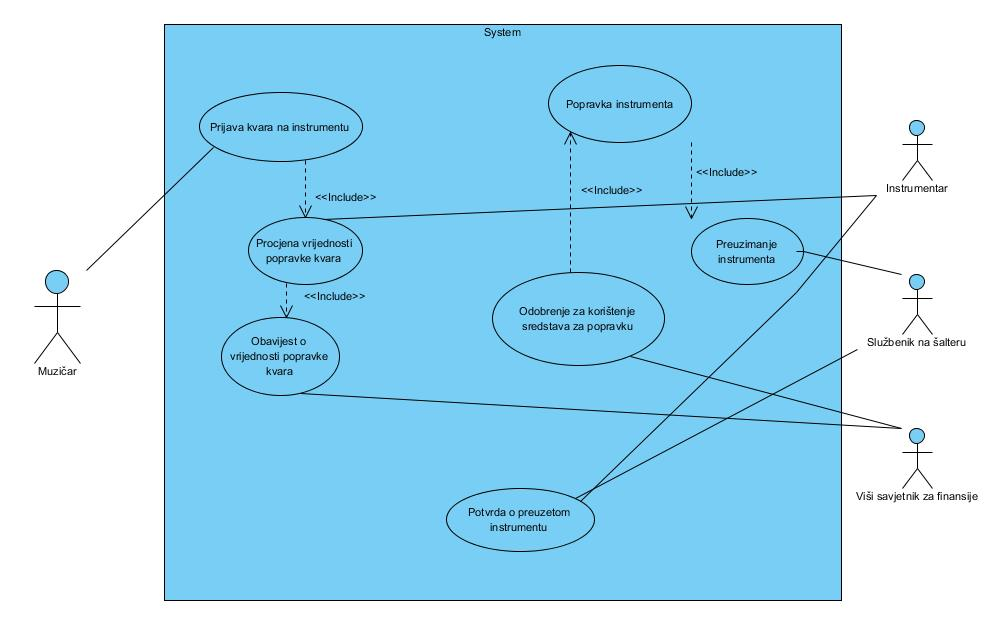 System
Prijava kvara na instrumentu
<<Include>>
Procjena vrijednosti
popravke kvara
<<Include>>
Obavijest o
vrijednosti popravke
kvara
Popravka instrumenta
<<Include>>
<<Include>>
Preuzimanje
instrumenta
Odobrenje za korištenje
sredstava za popravku
Potvrda o preuzetom
instrumentu
Muzičar
Instrumentar
Službenik na šalteru
Viši savjetnik za finansije